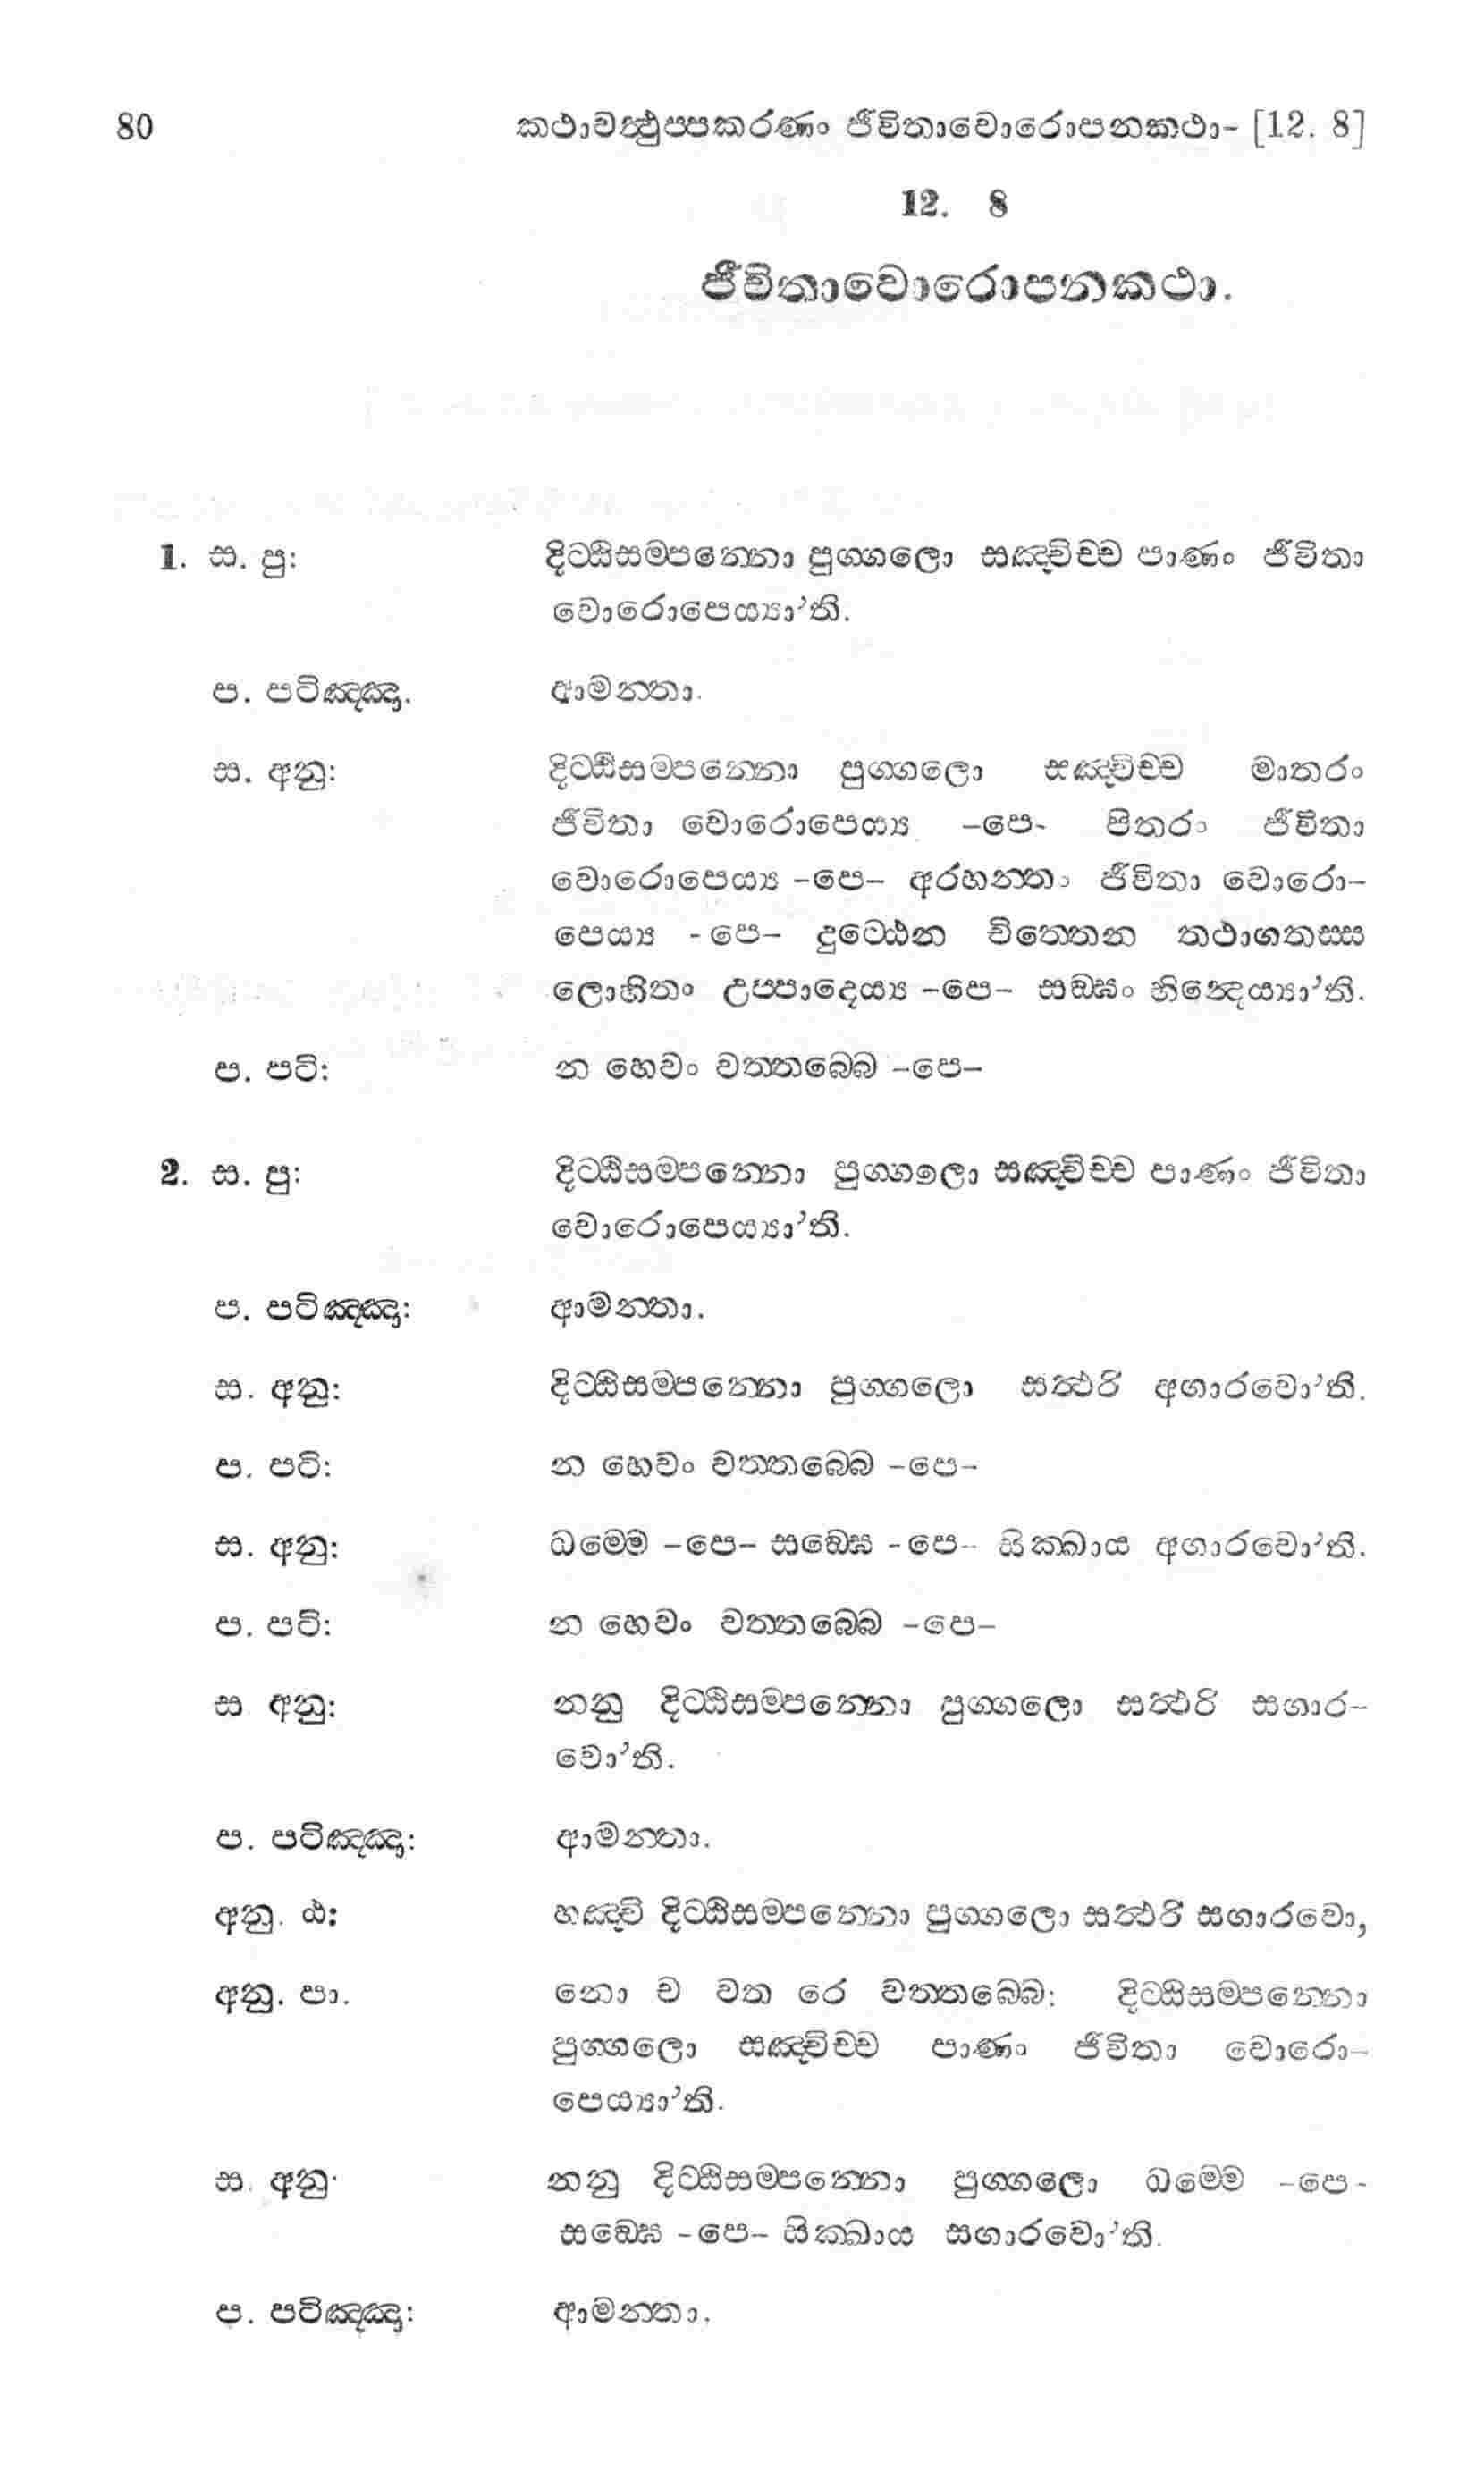 80 කථාවත්‍ථුප්පකරණං ජීවිතාවොරොපනකථා- [12. 8]
12. 8
ජීවිතාවොරොපනකථා.
1. ස. පු: දිට්ඨිසම්පන්නො පුග්ගලො සඤ්චිච්ච පාණං ජීවිතා
වොරොපෙය්‍යා’ති.
ප. පටිඤ්ඤා. ආමන්තා.
ස. අනු: දිට්ඨිසම්පන්නො පුග්ගලො සඤ්චිච්ච මාතරං
ජීවිතා වොරොපෙය්‍ය -පෙ- පිතරං ජීවිතා
වොරොපෙය්‍ය -පෙ- අරහන්තං ජීවිතා වොරො-
පෙය්‍ය -පෙ- දුට්ඨෙන චිත්තෙන තථාගතස්ස
ලොහිතං උප්පාදෙය්‍ය -පෙ- සඞ්ඝං භින්‍දෙය්‍යා’ති.
ප. පටි: න හෙවං වත්තබ්බෙ -පෙ-
2. ස. පු: දිට්ඨිසම්පන්නො පුග්ගලො සඤ්චිච්ච පාණං ජීවිතා
වොරොපෙය්‍යා’ති.
ප. පටිඤ්ඤා: ආමන්තා.
ස. අනු: දිට්ඨිසම්පන්නො පුග්ගලො සත්‍ථරි අගාරවො’ති.
ප. පටි: න හෙවං වත්තබ්බෙ -පෙ-
ස. අනු: ධම්මෙ -පෙ- සඞ්ඝෙ -පෙ- සික්ඛාය අගාරවො’ති.
ප. පටි: න හෙවං වත්තබ්බෙ -පෙ-
ස අනු: නනු දිට්ඨිසම්පන්නො පුග්ගලො සත්‍ථරි සගාර-
වො’ති.
ප. පටිඤ්ඤා: ආමන්තා.
අනු. ඨ: හඤ්චි දිට්ඨිසම්පන්නො පුග්ගලො සත්‍ථරි සගාරවො,
අනු. පා. නො ච වත රෙ වත්තබ්බෙ: දිට්ඨිසම්පන්නො
පුග්ගලො සඤ්චිච්ච පාණං ජීවිතා වොරො-
පෙය්‍යා’ති.
ස. අනු· නනු දිට්ඨිසම්පන්නො පුග්ගලො ධම්මෙ -පෙ-
සඞ්ඝෙ -පෙ- සික්ඛාය සගාරවො’ති.
ප. පටිඤ්ඤා: ආමන්තා.